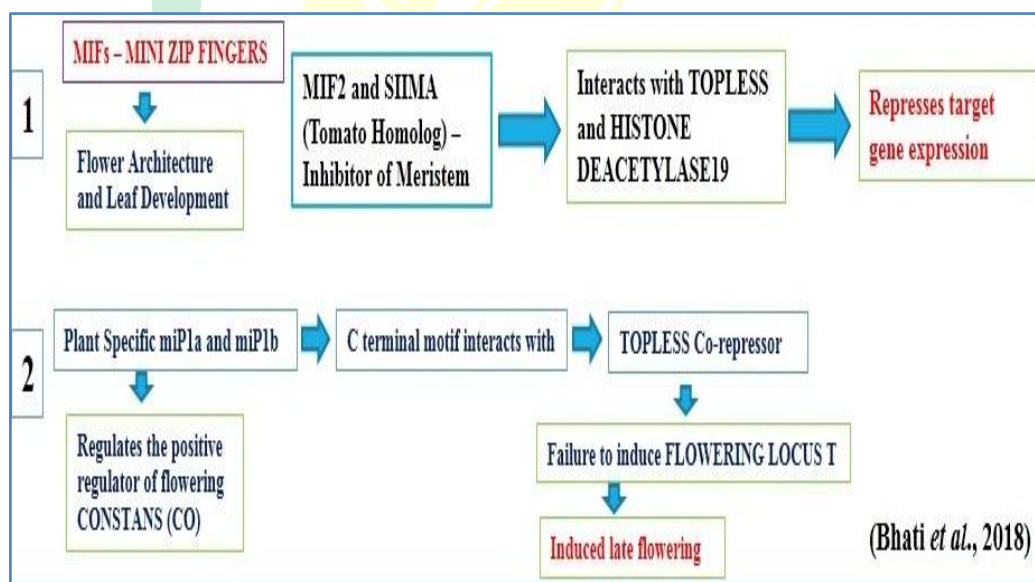 1
MIFs – MINI ZIP FINGERS
Flower Architecture
and Leaf Development
MIF2 and SIIMA
(Tomato Homolog) –
Inhibitor of Meristem
Interacts with TOPLESS
and HISTONE
DEACETYLASE19
Represses target
gene expression
2
Plant Specific miP1a and miP1b
C terminal motif interacts with
TOPLESS Co-repressor
Regulates the positive
regulator of flowering
CONSTANS (CO)
Failure to induce FLOWERING LOCUS T
Induced late flowering
(Bhati et al., 2018)